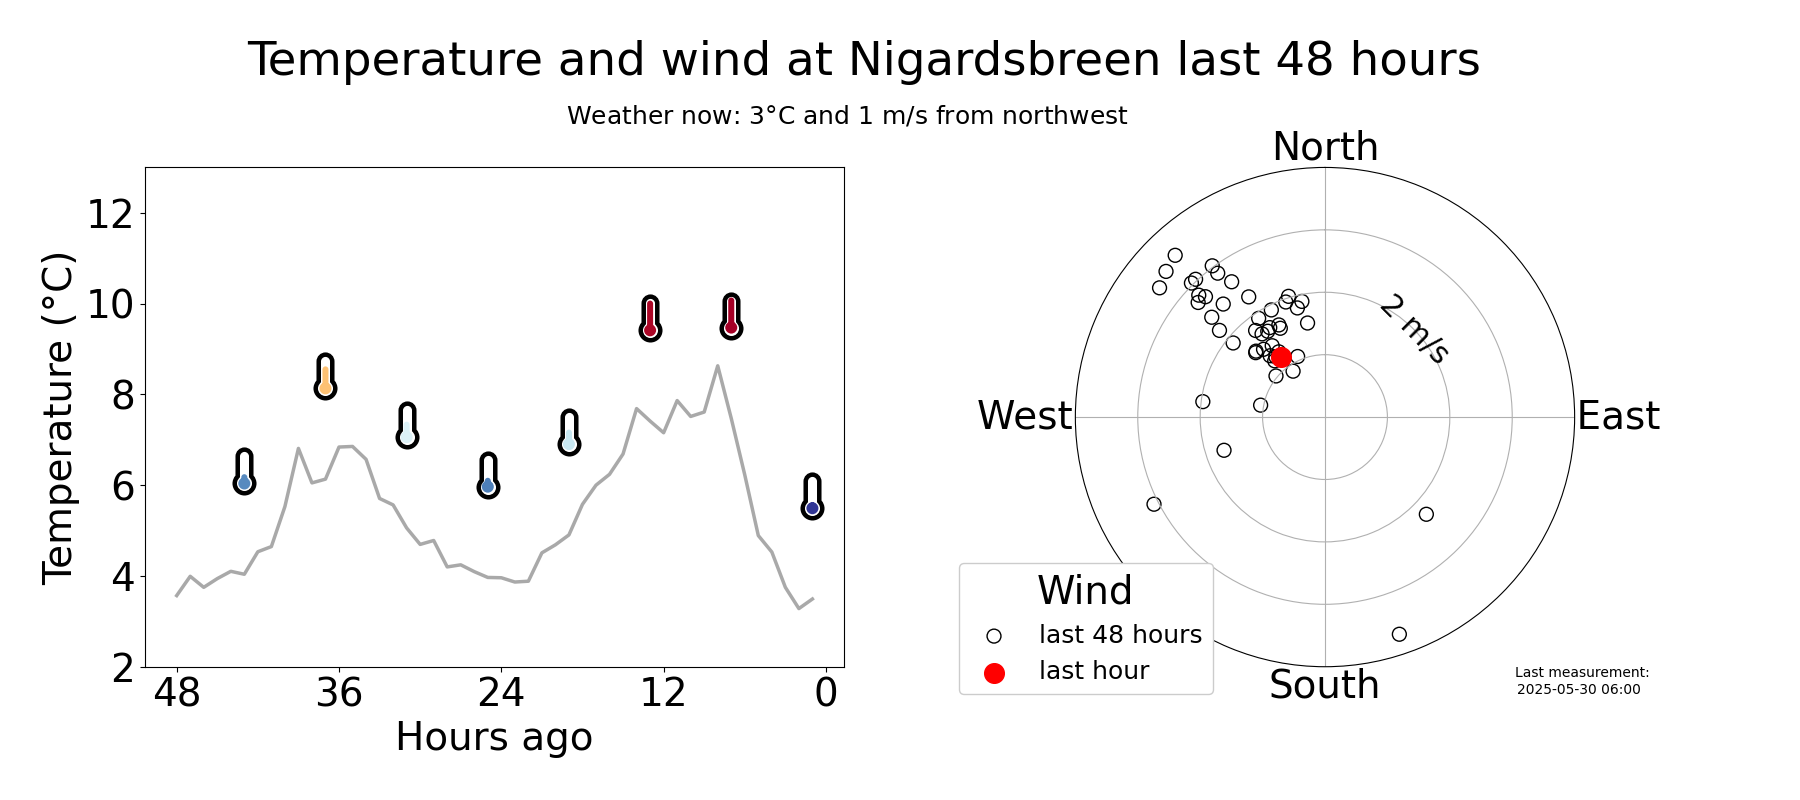 Temperature and wind at Nigardsbreen last 48 hours
Weather now: 3°C and 1 m/s from northwest
Temperature (°C)
12
10
8
6
4
2
48 36 24 12 0
Hours ago
North
West
East
South
2 m/s
Wind
last 48 hours
last hour
Last measurement:
2025-05-30 06:00